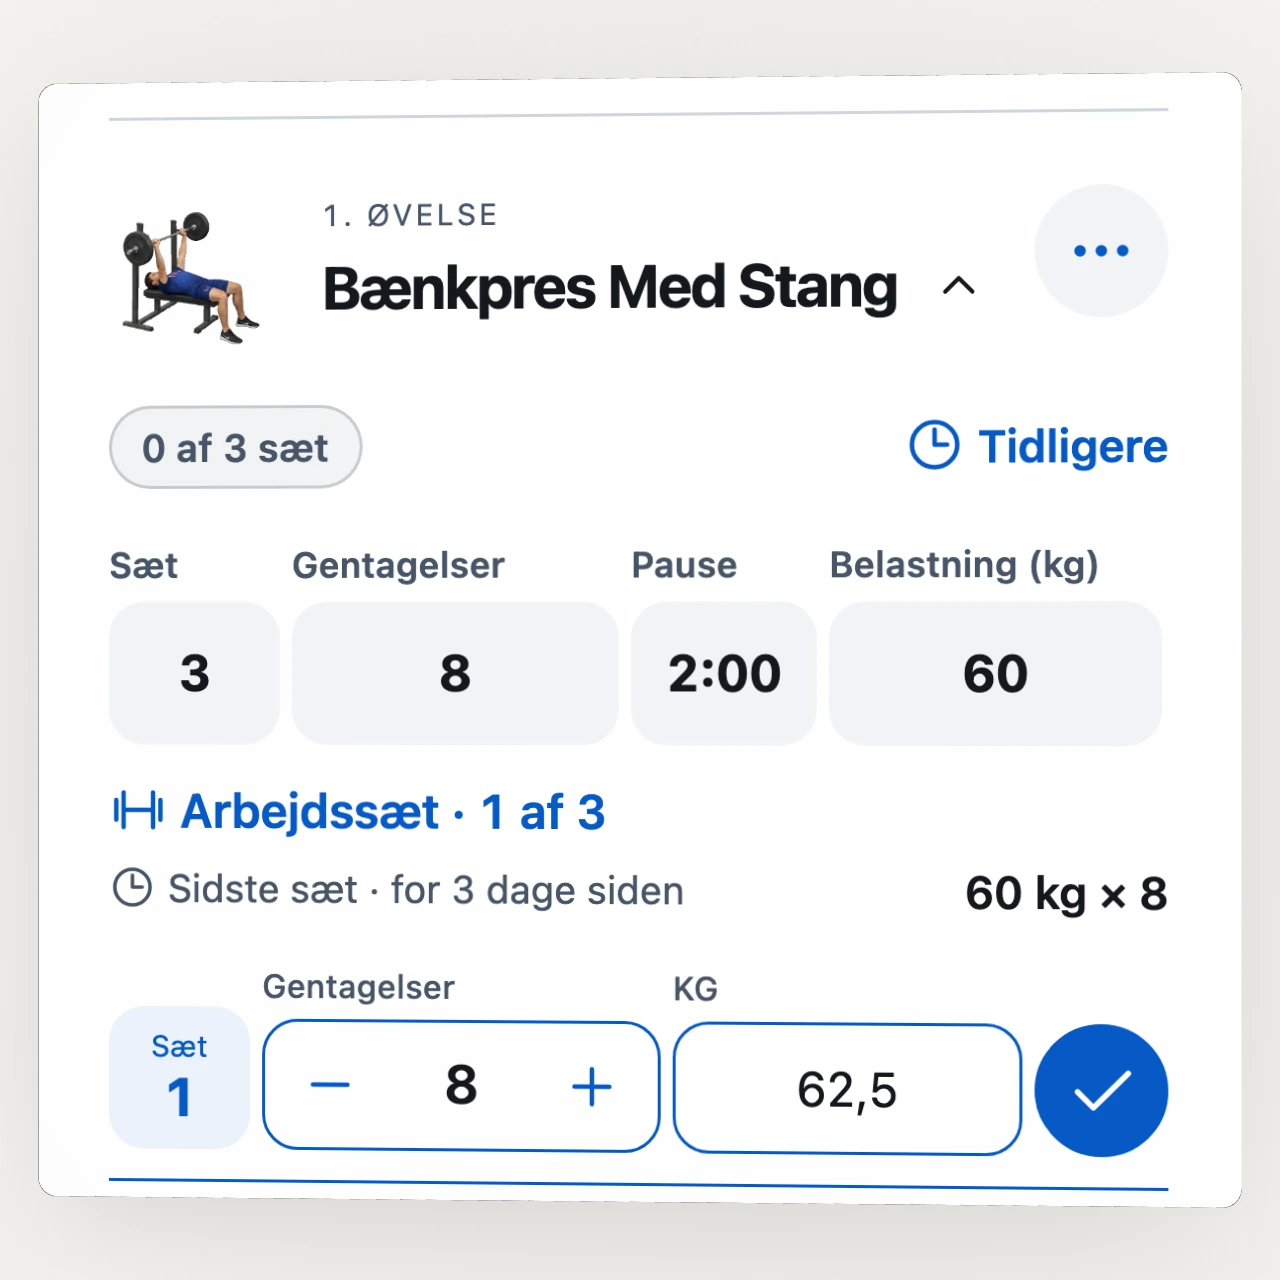 1. ØVELSE
Bænkpres Med Stang
0 af 3 sæt
Tidligere
Sæt Gentagelser Pause Belastning (kg)
3 8 2:00 60
Arbejdssæt · 1 af 3
Sidste sæt · for 3 dage siden 60 kg × 8
Gentagelser KG
Sæt
1 8 62,5